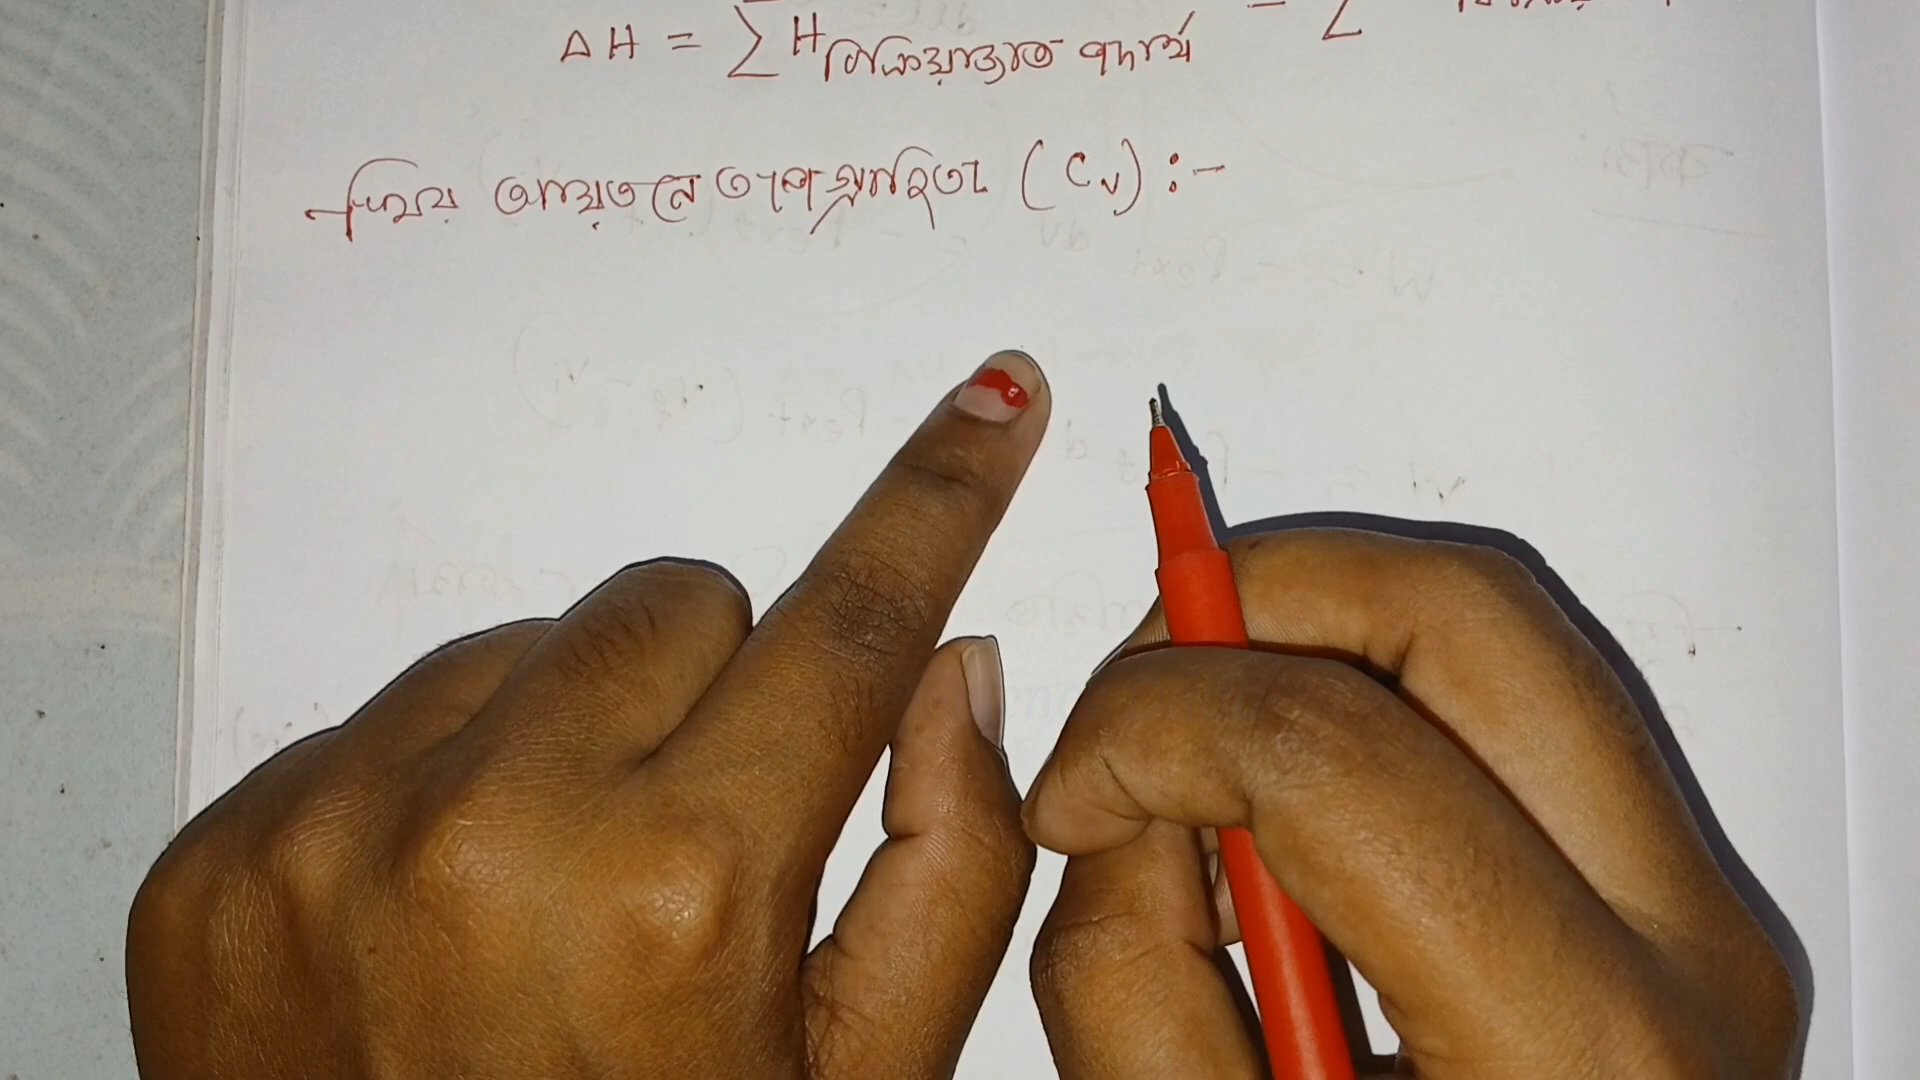 ΔH = ∑H বিক্রিয়াজাত পদার্থ - ∑
স্থির আয়তনে তাপগ্রাহিতা (Cv) :-